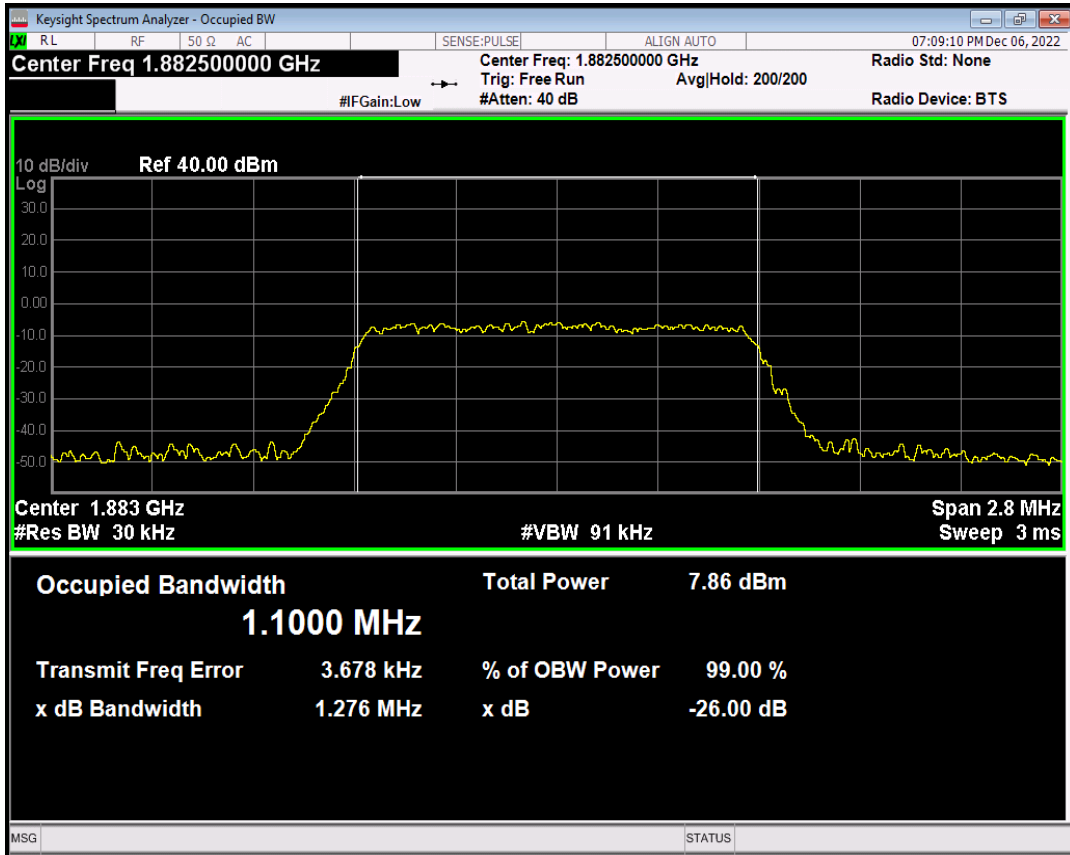 Keysight Spectrum Analyzer - Occupied BW
LXI RL RF 50 Ω AC SENSE:PULSE ALIGN AUTO 07:09:10 PM Dec 06, 2022
Center Freq 1.882500000 GHz
Center Freq: 1.882500000 GHz Radio Std: None
Trig: Free Run Avg|Hold: 200/200
#IFGain:Low #Atten: 40 dB Radio Device: BTS
10 dB/div Ref 40.00 dBm
Log
30.0
20.0
10.0
0.00
-10.0
-20.0
-30.0
-40.0
-50.0
Center 1.883 GHz Span 2.8 MHz
#Res BW 30 kHz #VBW 91 kHz Sweep 3 ms
Occupied Bandwidth Total Power 7.86 dBm
1.1000 MHz
Transmit Freq Error 3.678 kHz % of OBW Power 99.00 %
x dB Bandwidth 1.276 MHz x dB -26.00 dB
MSG STATUS